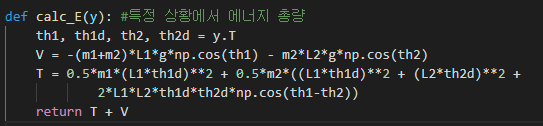 def calc_E(y): #특정 상황에서 에너지 총량
    th1, th1d, th2, th2d = y.T
    V = -(m1+m2)*L1*g*np.cos(th1) - m2*L2*g*np.cos(th2)
    T = 0.5*m1*(L1*th1d)**2 + 0.5*m2*((L1*th1d)**2 + (L2*th2d)**2 +
            2*L1*L2*th1d*th2d*np.cos(th1-th2))
    return T + V